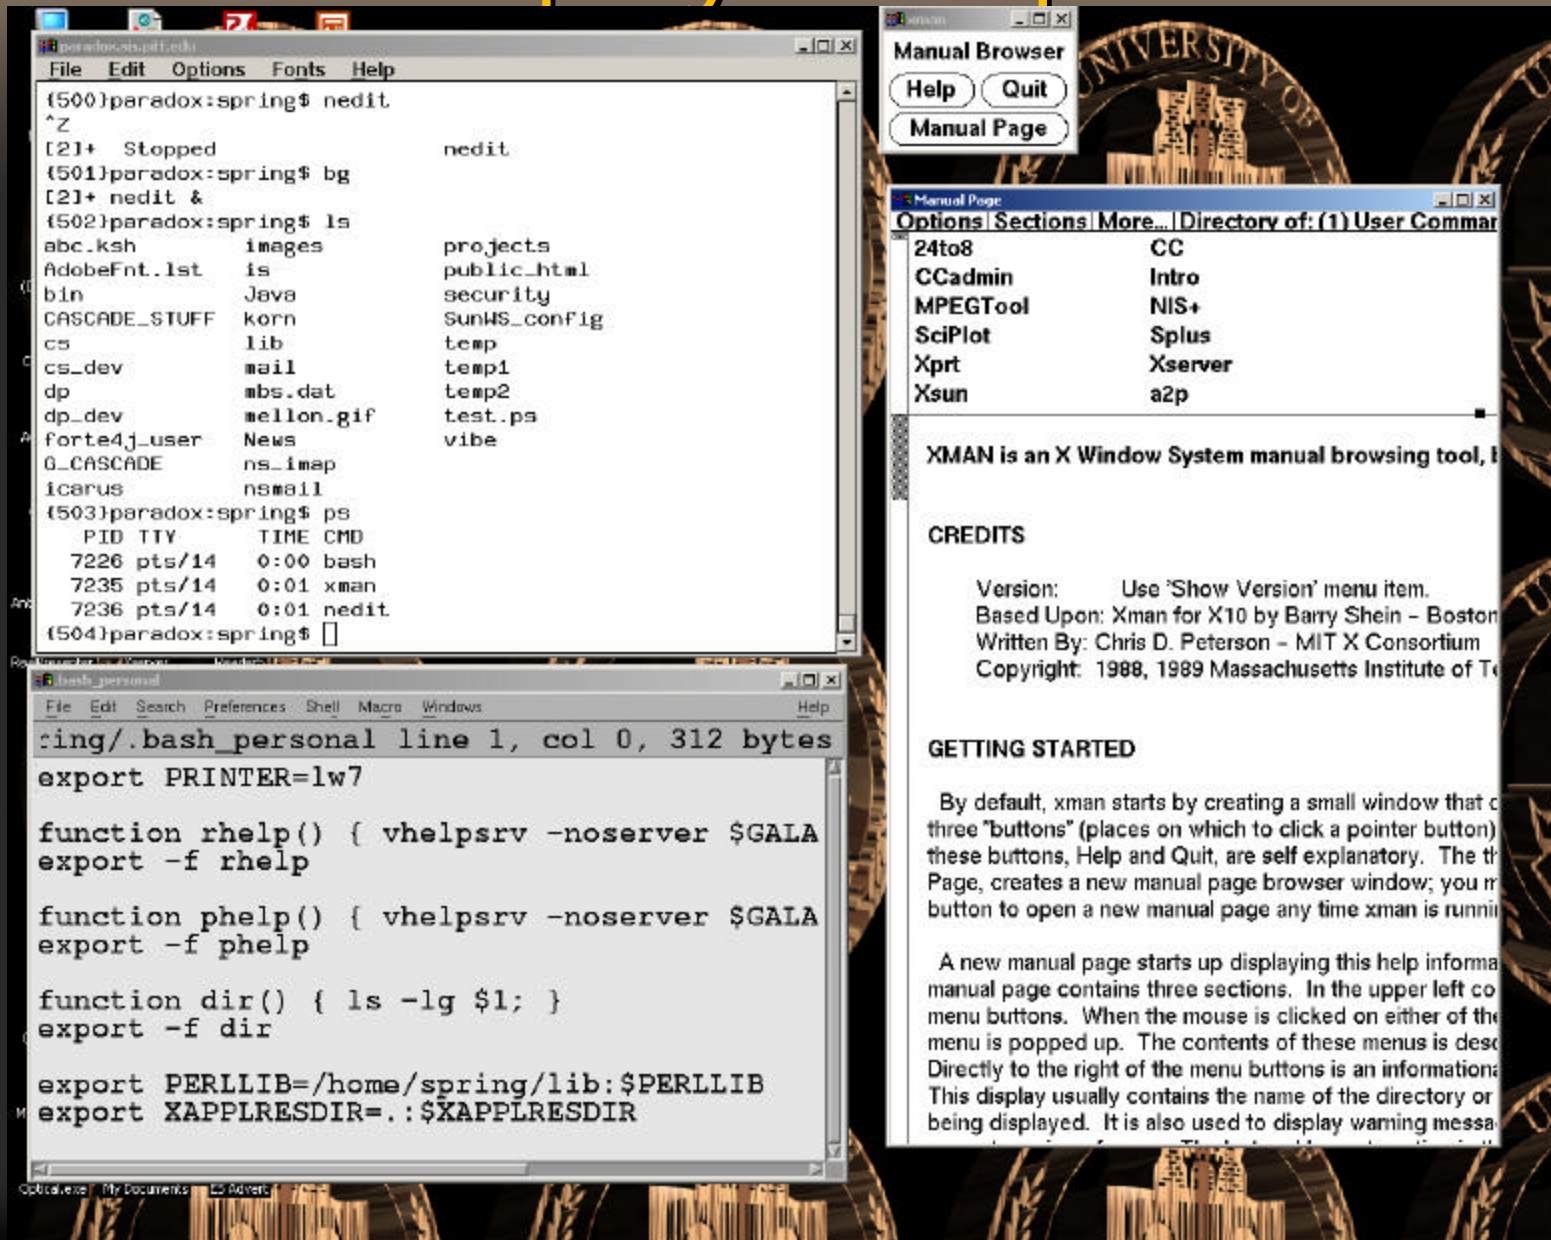 paradox.sis.pitt.edu
File Edit Options Fonts Help
{500}paradox:spring$ nedit
^Z
[2]+ Stopped nedit
{501}paradox:spring$ bg
[2]+ nedit &
{502}paradox:spring$ ls
abc.ksh images projects
AdobeFnt.lst is public_html
bin Java security
CASCADE_STUFF korn SunWS_config
cs lib temp
cs_dev mail temp1
dp mbs.dat temp2
dp_dev mellon.gif test.ps
forte4j_user News vibe
G_CASCADE ns_imap
icarus nsmail
{503}paradox:spring$ ps
PID TTY TIME CMD
7226 pts/14 0:00 bash
7235 pts/14 0:01 xman
7236 pts/14 0:01 nedit
{504}paradox:spring$
.bash_personal
File Edit Search Preferences Shell Macro Windows Help
ring/.bash_personal line 1, col 0, 312 bytes
export PRINTER=lw7
function rhelp() { vhelpsrv -noserver $GALA
export -f rhelp
function phelp() { vhelpsrv -noserver $GALA
export -f phelp
function dir() { ls -lg $1; }
export -f dir
export PERLLIB=/home/spring/lib:$PERLLIB
export XAPPLRESDIR=.:$XAPPLRESDIR
Optical.exe My Documents ES Advert
xman
Manual Browser
Help Quit
Manual Page
UNIVERSITY OF
Manual Page
Options Sections More... Directory of: (1) User Comman
24to8 CC
CCadmin Intro
MPEGTool NIS+
SciPlot Splus
Xprt Xserver
Xsun a2p
XMAN is an X Window System manual browsing tool,
CREDITS
Version: Use 'Show Version' menu item.
Based Upon: Xman for X10 by Barry Shein - Boston
Written By: Chris D. Peterson - MIT X Consortium
Copyright: 1988, 1989 Massachusetts Institute of Te
GETTING STARTED
By default, xman starts by creating a small window that c
three "buttons" (places on which to click a pointer button)
these buttons, Help and Quit, are self explanatory. The th
Page, creates a new manual page browser window; you m
button to open a new manual page any time xman is runnin
A new manual page starts up displaying this help informa
manual page contains three sections. In the upper left co
menu buttons. When the mouse is clicked on either of the
menu is popped up. The contents of these menus is desc
Directly to the right of the menu buttons is an informationa
This display usually contains the name of the directory or
being displayed. It is also used to display warning messa